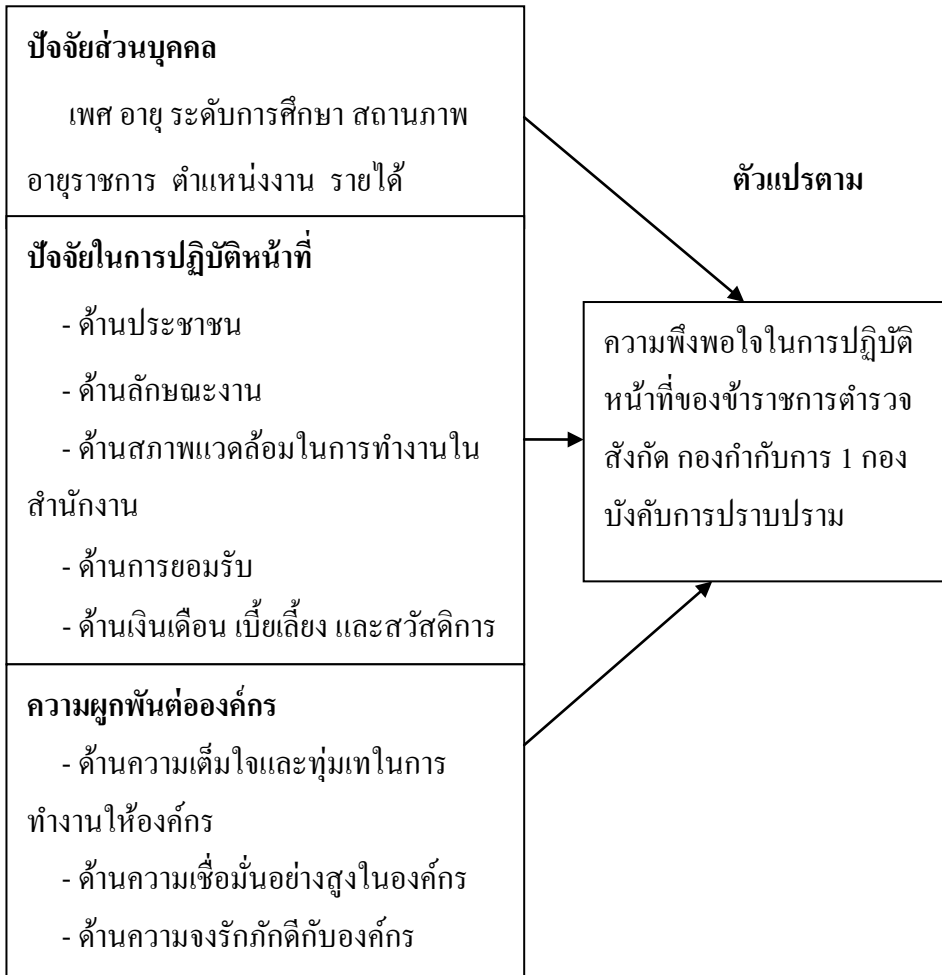 ปัจจัยส่วนบุคคล
เพศ อายุ ระดับการศึกษา สถานภาพ
อายุราชการ ตำแหน่งงาน รายได้
ปัจจัยในการปฏิบัติหน้าที่
- ด้านประชาชน
- ด้านลักษณะงาน
- ด้านสภาพแวดล้อมในการทำงานใน
สำนักงาน
- ด้านการยอมรับ
- ด้านเงินเดือน เบี้ยเลี้ยง และสวัสดิการ
ความผูกพันต่อองค์กร
- ด้านความเต็มใจและทุ่มเทในการ
ทำงานให้องค์กร
- ด้านความเชื่อมั่นอย่างสูงในองค์กร
- ด้านความจงรักภักดีกับองค์กร
ตัวแปรตาม
ความพึงพอใจในการปฏิบัติ
หน้าที่ของข้าราชการตำรวจ
สังกัด กองกำกับการ 1 กอง
บังคับการปราบปราม